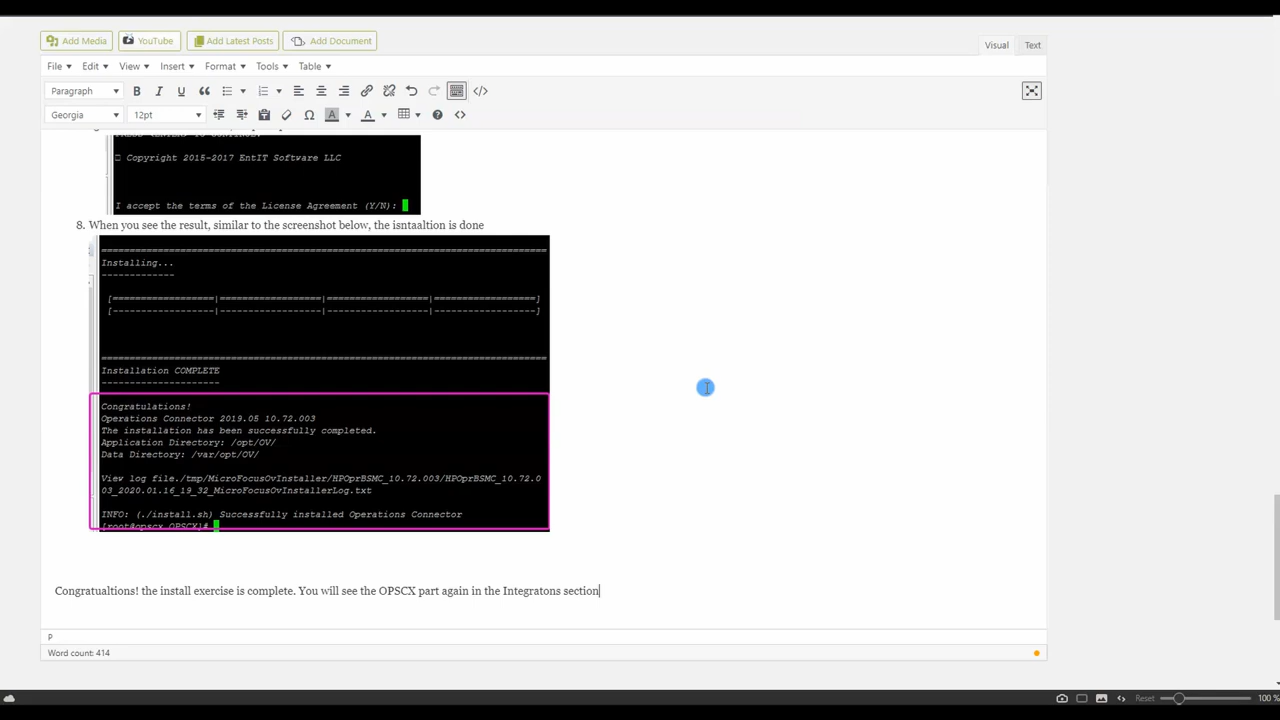 Add Media YouTube Add Latest Posts Add Document
Visual Text
File Edit View Insert Format Tools Table
Paragraph
Georgia 12pt
Copyright 2015-2017 EntIT Software LLC
I accept the terms of the License Agreement (Y/N):
8. When you see the result, similar to the screenshot below, the isntaaltion is done
================================================================================
Installing...
-------------
[==================|==================|==================|==================]
[------------------|------------------|------------------|------------------]
================================================================================
Installation COMPLETE
---------------------
Congratulations!
Operations Connector 2019.05 10.72.003
The installation has been successfully completed.
Application Directory: /opt/OV/
Data Directory: /var/opt/OV/
View log file./tmp/MicroFocusOvInstaller/HPOprBSMC_10.72.003/HPOprBSMC_10.72.0
03_2020.01.16_19_32_MicroFocusOvInstallerLog.txt
INFO: (./install.sh) Successfully installed Operations Connector
[root@opscx OPSCX]#
Congratualtions! the install exercise is complete. You will see the OPSCX part again in the Integratons section
P
Word count: 414
Reset 100 %